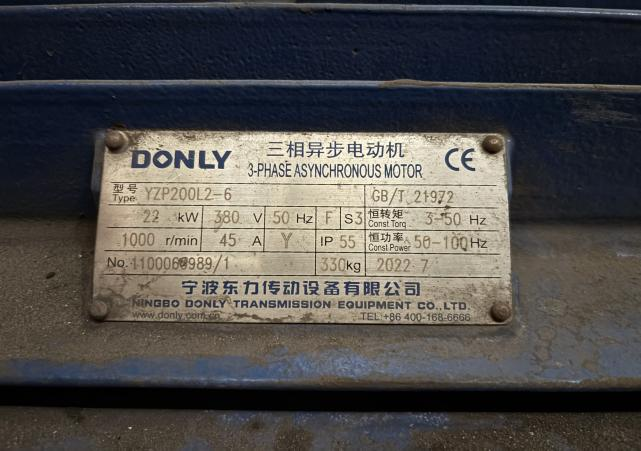 DONLY 三相异步电动机 CE
3-PHASE ASYNCHRONOUS MOTOR
型号 Type YZP200L2-6 GB/T 21972
22 kW 380 V 50 Hz F S3 恒转矩 Const Torq 3-50 Hz
1000 r/min 45 A Y IP 55 恒功率 Const Power 50-100 Hz
No. 330kg 2022 7
宁波东力传动设备有限公司
NINGBO DONLY TRANSMISSION EQUIPMENT CO., LTD.
www.donly.com.cn TEL:+86 400-168-6666